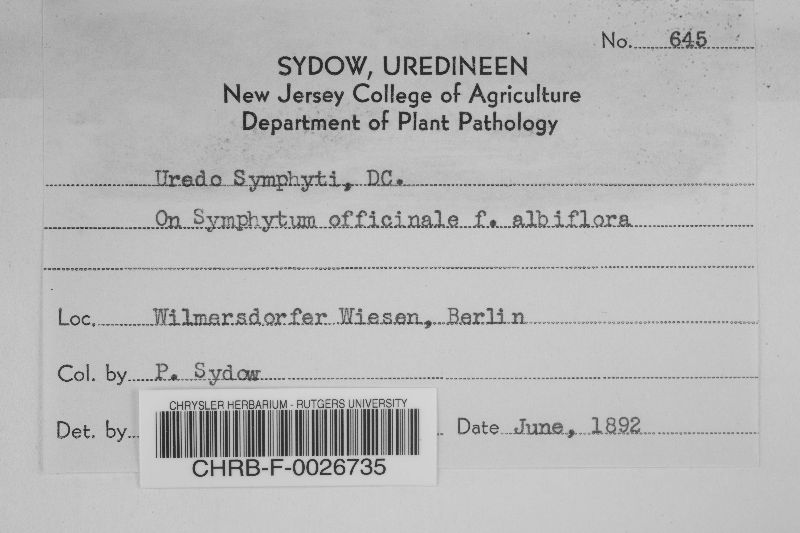 No. 645
SYDOW, UREDINEEN
New Jersey College of Agriculture
Department of Plant Pathology
Uredo Symphyti, DC.
On Symphytum officinale f. albiflora
Loc. Wilmersdorfer Wiesen, Berlin
Col. by P. Sydow
Det. by Date June, 1892
CHRYSLER HERBARIUM - RUTGERS UNIVERSITY
CHRB-F-0026735